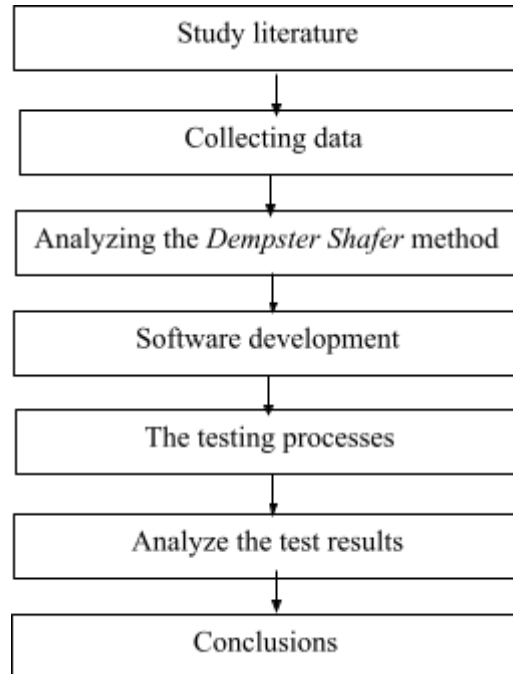 Study literature
Collecting data
Analyzing the Dempster Shafer method
Software development
The testing processes
Analyze the test results
Conclusions